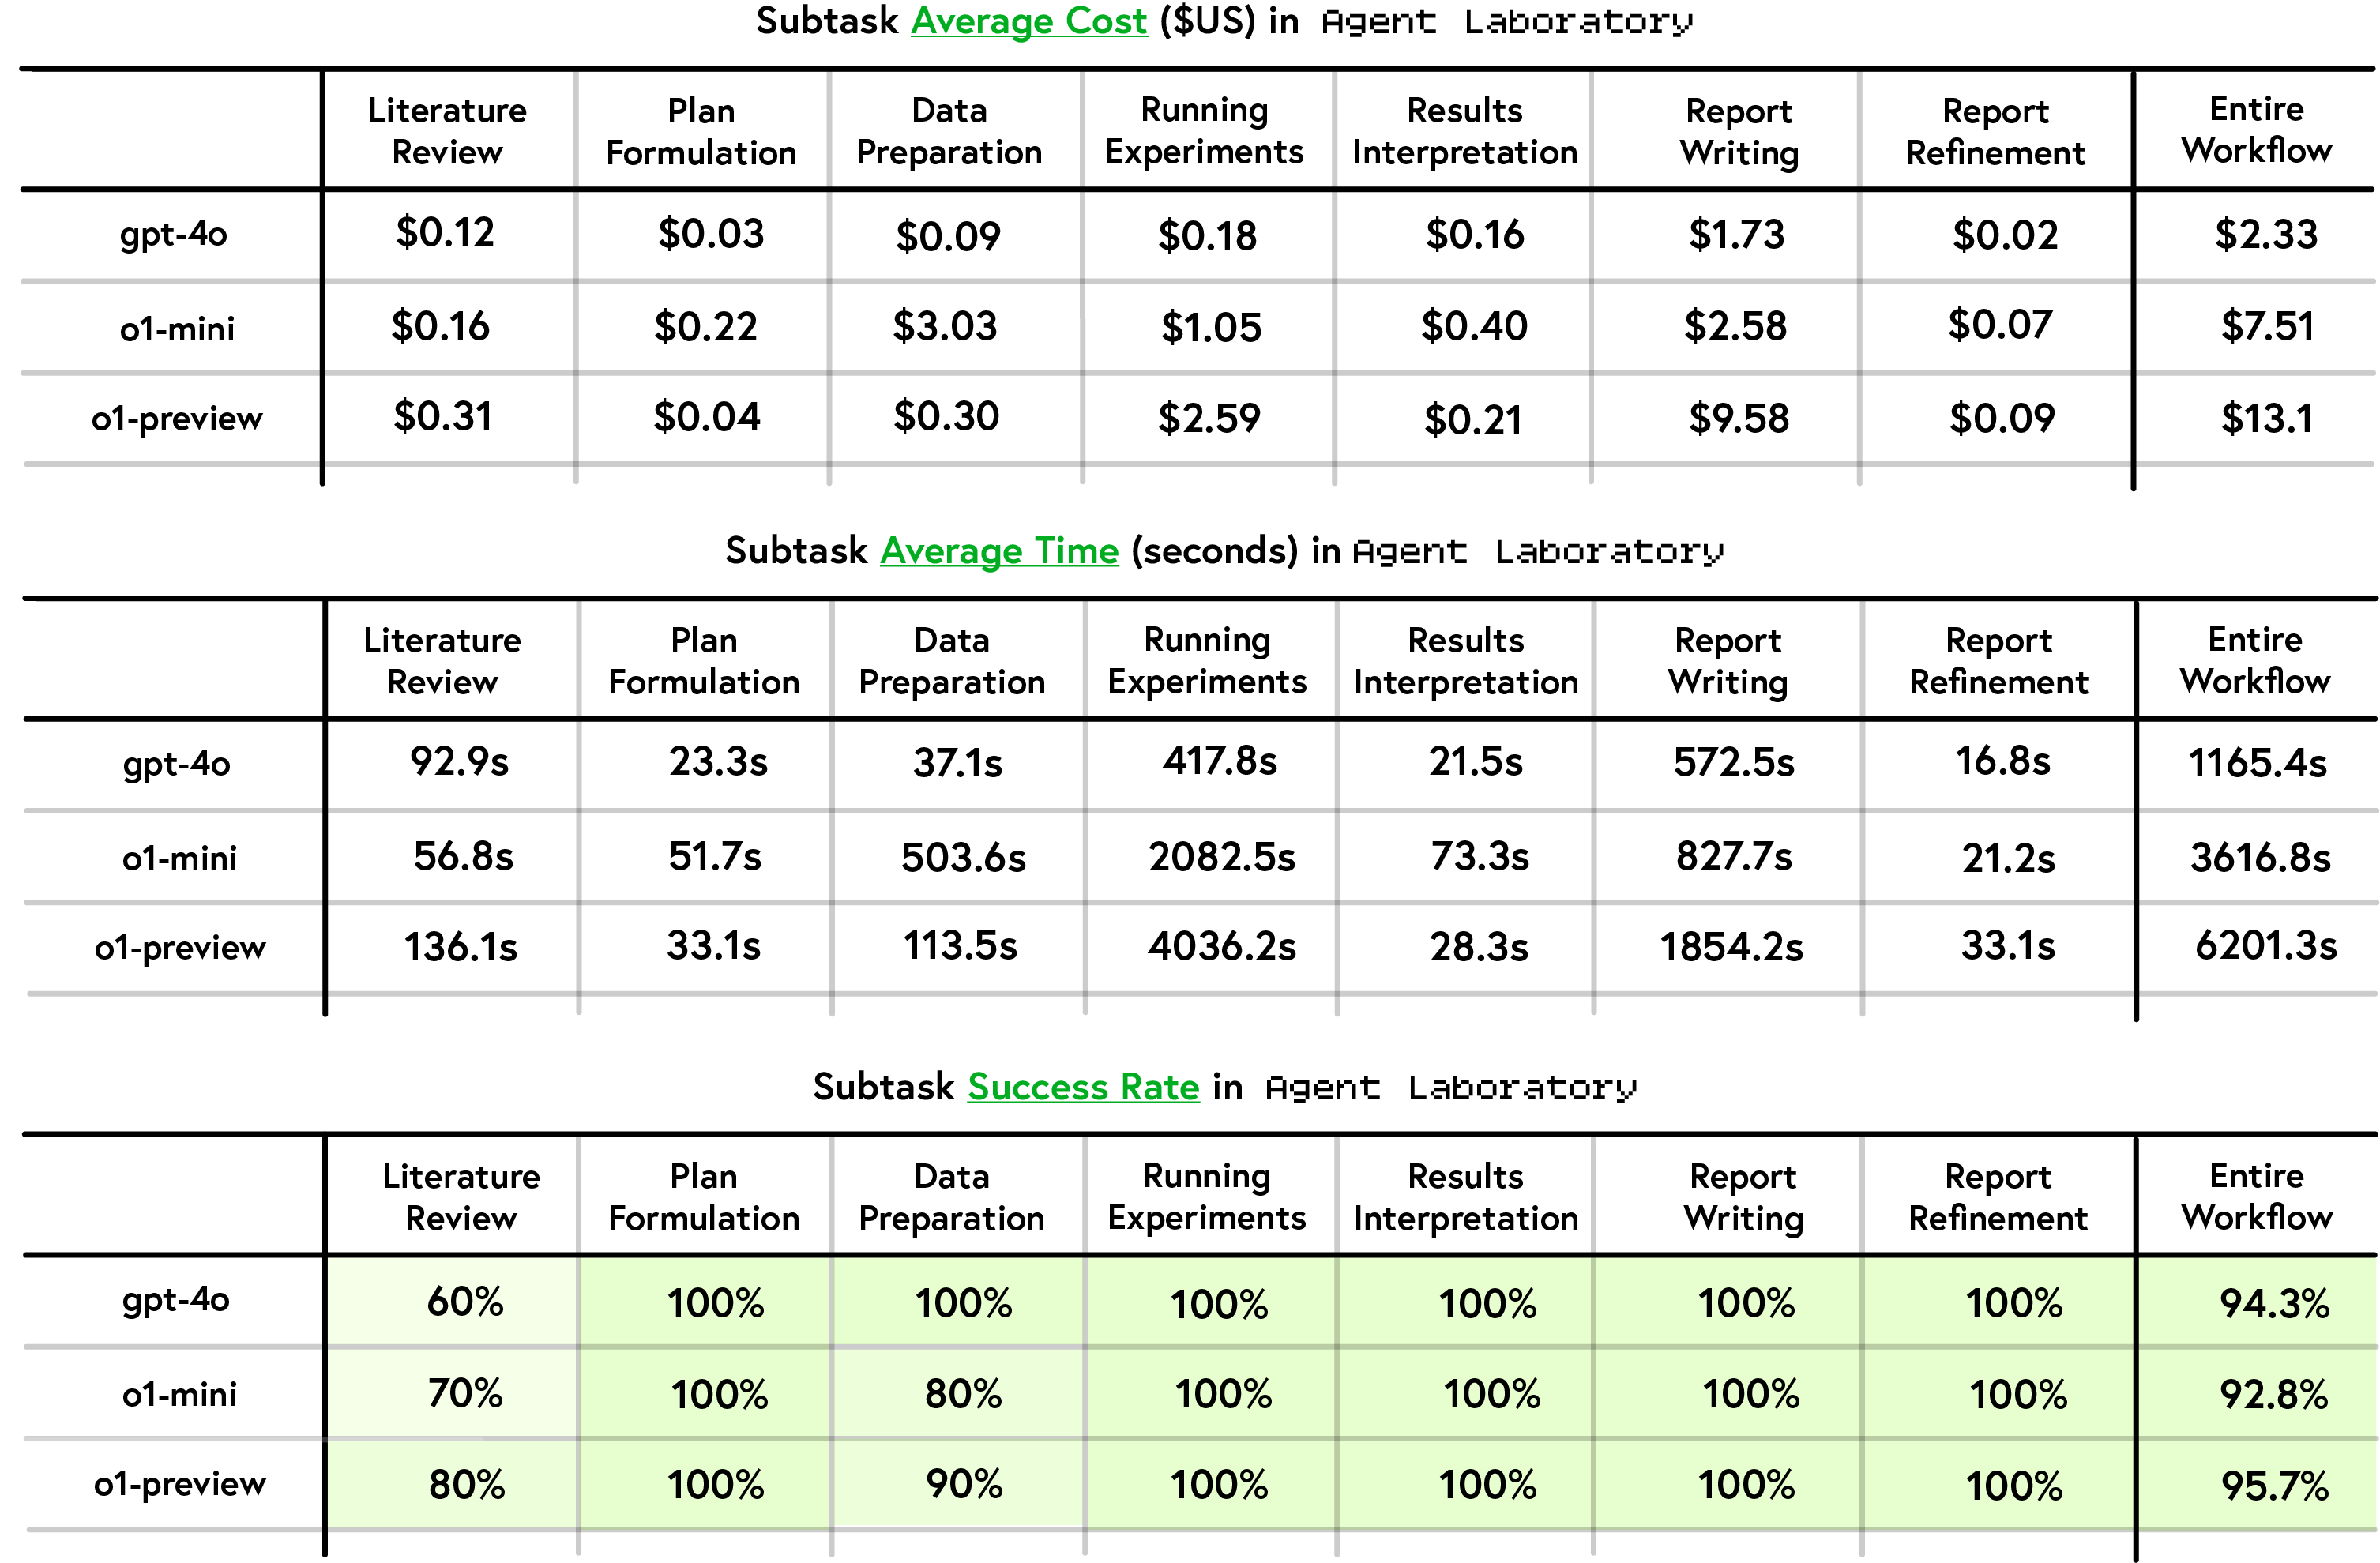 Subtask Average Cost ($US) in Agent Laboratory
Literature Review Plan Formulation Data Preparation Running Experiments Results Interpretation Report Writing Report Refinement Entire Workflow
gpt-4o $0.12 $0.03 $0.09 $0.18 $0.16 $1.73 $0.02 $2.33
o1-mini $0.16 $0.22 $3.03 $1.05 $0.40 $2.58 $0.07 $7.51
o1-preview $0.31 $0.04 $0.30 $2.59 $0.21 $9.58 $0.09 $13.1
Subtask Average Time (seconds) in Agent Laboratory
Literature Review Plan Formulation Data Preparation Running Experiments Results Interpretation Report Writing Report Refinement Entire Workflow
gpt-4o 92.9s 23.3s 37.1s 417.8s 21.5s 572.5s 16.8s 1165.4s
o1-mini 56.8s 51.7s 503.6s 2082.5s 73.3s 827.7s 21.2s 3616.8s
o1-preview 136.1s 33.1s 113.5s 4036.2s 28.3s 1854.2s 33.1s 6201.3s
Subtask Success Rate in Agent Laboratory
Literature Review Plan Formulation Data Preparation Running Experiments Results Interpretation Report Writing Report Refinement Entire Workflow
gpt-4o 60% 100% 100% 100% 100% 100% 100% 94.3%
o1-mini 70% 100% 80% 100% 100% 100% 100% 92.8%
o1-preview 80% 100% 90% 100% 100% 100% 100% 95.7%